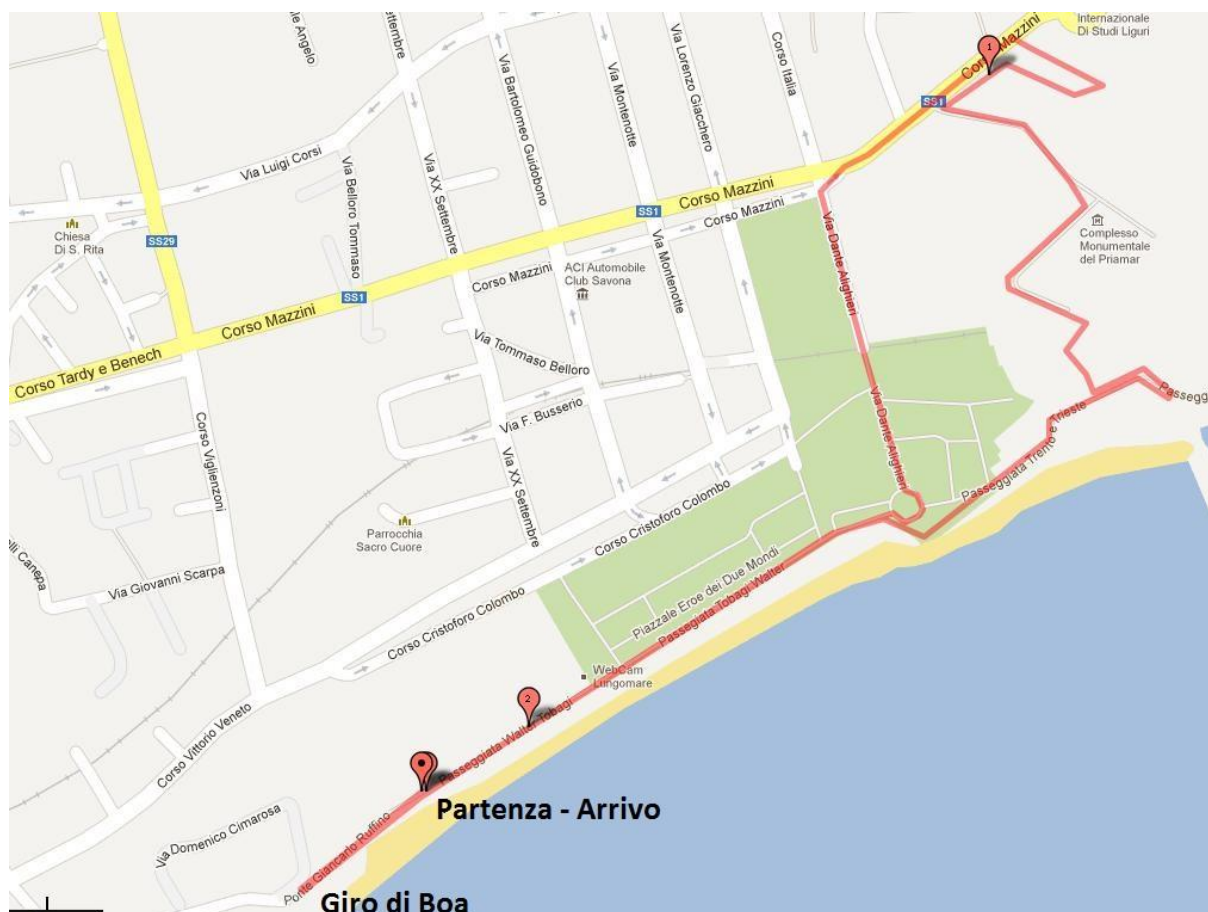 Internazionale
Di Studi Liguri
Corso Mazzini
1
SS1
Angelo
Settembre
Via Bartolomeo Guidobono
Via Montenotte
Via Lorenzo Giacchero
Corso Italia
Via Luigi Corsi
Via Belloro Tommaso
Via XX Settembre
Corso Mazzini
SS1
Corso Mazzini
Chiesa
Di S. Rita
SS29
Via Dante Alighieri
Complesso
Monumentale
del Priamar
Via Montenotte
ACI Automobile
Club Savona
Corso Mazzini
SS1
Corso Mazzini
Corso Tardy e Benech
Via Tommaso Belloro
Via F. Busserio
Via Dante Alighieri
Passegg
Passeggiata Trento e Trieste
Corso Viglienzoni
Via XX Settembre
Corso Cristoforo Colombo
Parrocchia
Sacro Cuore
Canepa
Via Giovanni Scarpa
Piazzale Eroe dei Due Mondi
Passegiata Tobagi Walter
Corso Cristoforo Colombo
WebCam
Lungomare
2
Corso Vittorio Veneto
Passeggiata Walter Tobagi
Partenza - Arrivo
Via Domenico Cimarosa
Ponte Giancarlo Ruffino
Giro di Boa